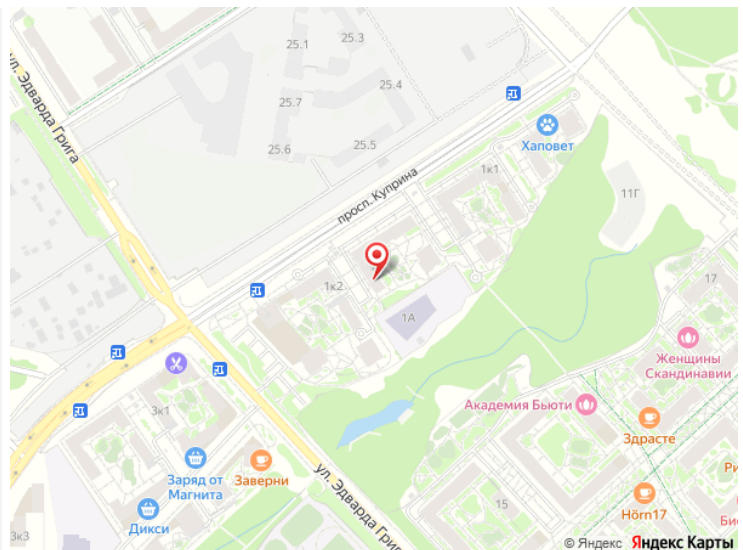 25.1
25.3
ул. Эдварда Грига
25.4
25.7
25.6
25.5
Хаповет
1к1
просп. Куприна
11Г
1к2
1А
17
Женщины
Скандинавии
Академия Бьюти
Здрасте
3к1
Заряд от
Магнита
Заверни
ул. Эдварда Григ
Ри
Дикси
15
Hörn17
Бис
3к3
© Яндекс Яндекс Карты